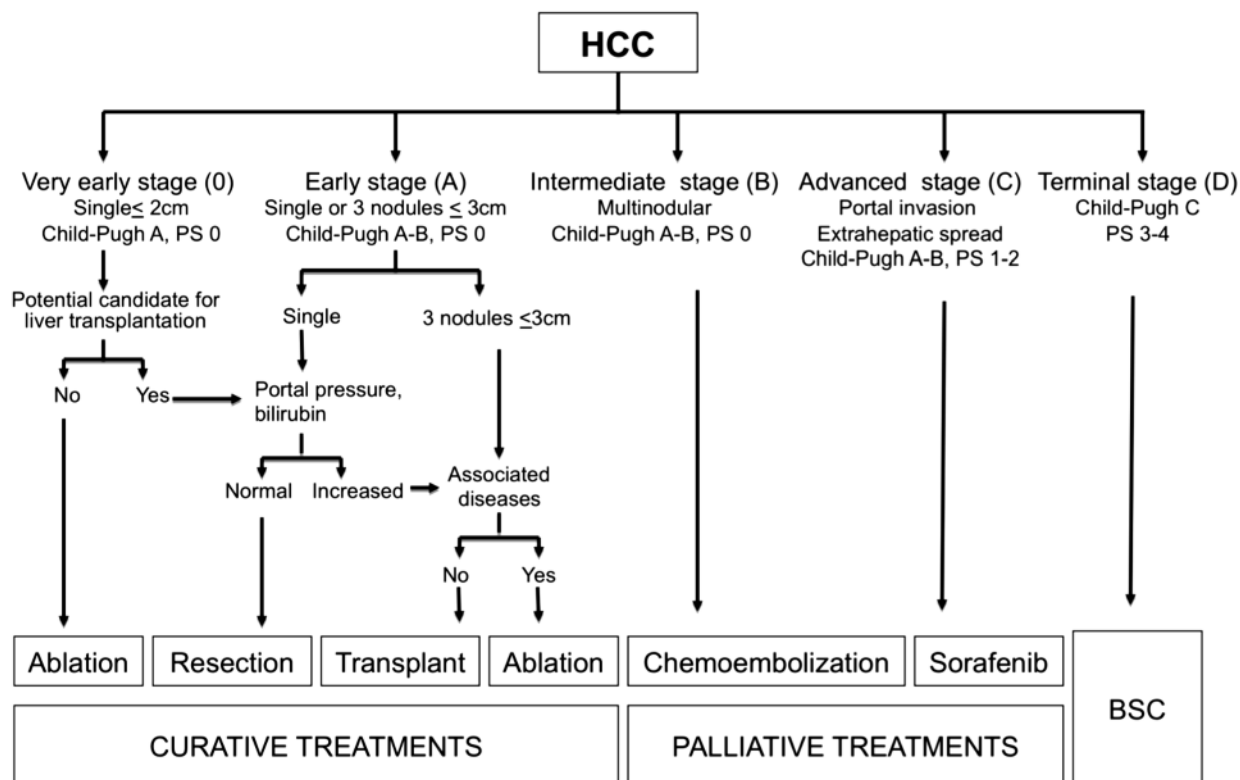 HCC
Very early stage (0)
Single≤ 2cm
Child-Pugh A, PS 0
Early stage (A)
Single or 3 nodules ≤ 3cm
Child-Pugh A-B, PS 0
Intermediate stage (B)
Multinodular
Child-Pugh A-B, PS 0
Advanced stage (C)
Portal invasion
Extrahepatic spread
Child-Pugh A-B, PS 1-2
Terminal stage (D)
Child-Pugh C
PS 3-4
Potential candidate for
liver transplantation
Single
3 nodules ≤3cm
No
Yes
Portal pressure,
bilirubin
Normal
Increased
Associated
diseases
No
Yes
Ablation
Resection
Transplant
Ablation
Chemoembolization
Sorafenib
BSC
CURATIVE TREATMENTS
PALLIATIVE TREATMENTS